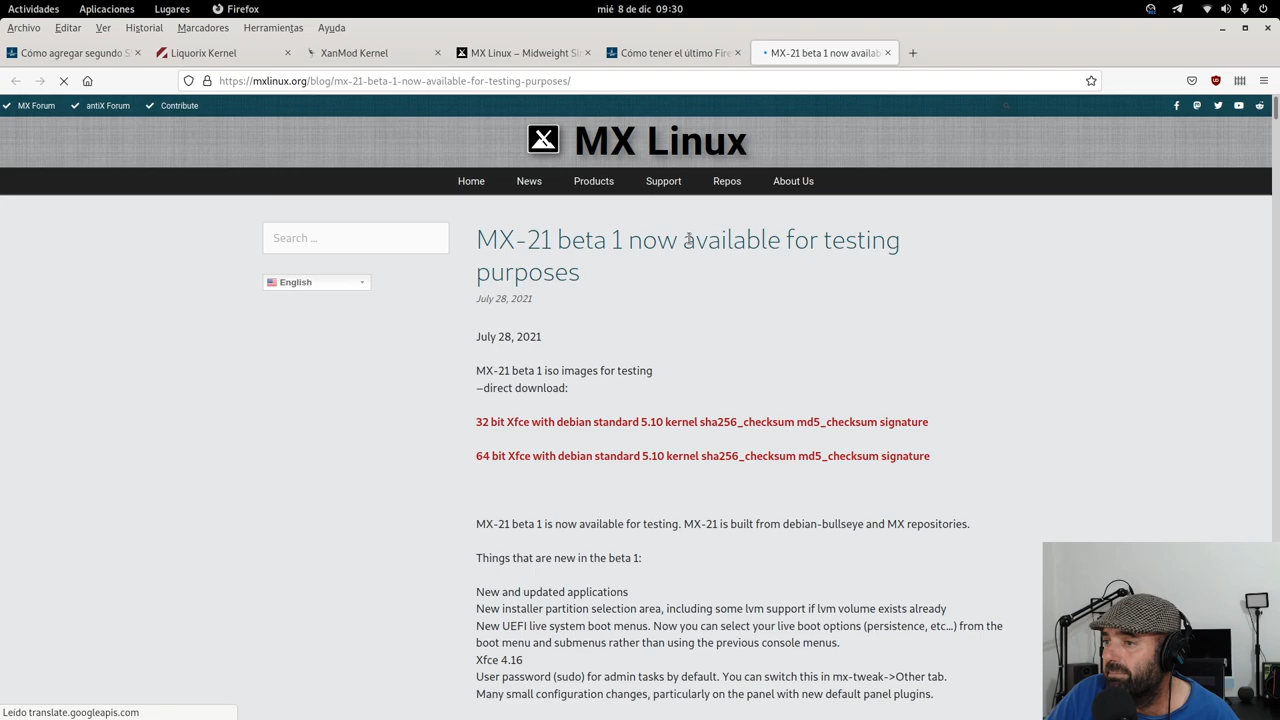 Actividades Aplicaciones Lugares Firefox mié 8 de dic 09:30
Archivo Editar Ver Historial Marcadores Herramientas Ayuda
Cómo agregar segundo S Liquorix Kernel XanMod Kernel MX Linux – Midweight Si Cómo tener el último Fire MX-21 beta 1 now availab
https://mxlinux.org/blog/mx-21-beta-1-now-available-for-testing-purposes/
MX Forum antiX Forum Contribute
MX Linux
Home News Products Support Repos About Us
Search ...
English
MX-21 beta 1 now available for testing
purposes
July 28, 2021
July 28, 2021
MX-21 beta 1 iso images for testing
–direct download:
32 bit Xfce with debian standard 5.10 kernel sha256_checksum md5_checksum signature
64 bit Xfce with debian standard 5.10 kernel sha256_checksum md5_checksum signature
MX-21 beta 1 is now available for testing. MX-21 is built from debian-bullseye and MX repositories.
Things that are new in the beta 1:
New and updated applications
New installer partition selection area, including some lvm support if lvm volume exists already
New UEFI live system boot menus. Now you can select your live boot options (persistence, etc…) from the
boot menu and submenus rather than using the previous console menus.
Xfce 4.16
User password (sudo) for admin tasks by default. You can switch this in mx-tweak->Other tab.
Many small configuration changes, particularly on the panel with new default panel plugins.
Leído translate.googleapis.com